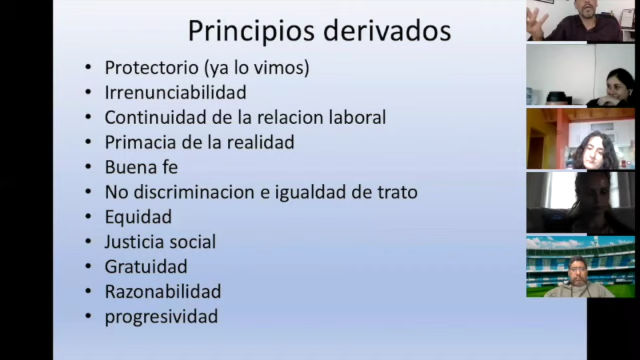 Principios derivados
• Protectorio (ya lo vimos)
• Irrenunciabilidad
• Continuidad de la relacion laboral
• Primacia de la realidad
• Buena fe
• No discriminacion e igualdad de trato
• Equidad
• Justicia social
• Gratuidad
• Razonabilidad
• progresividad